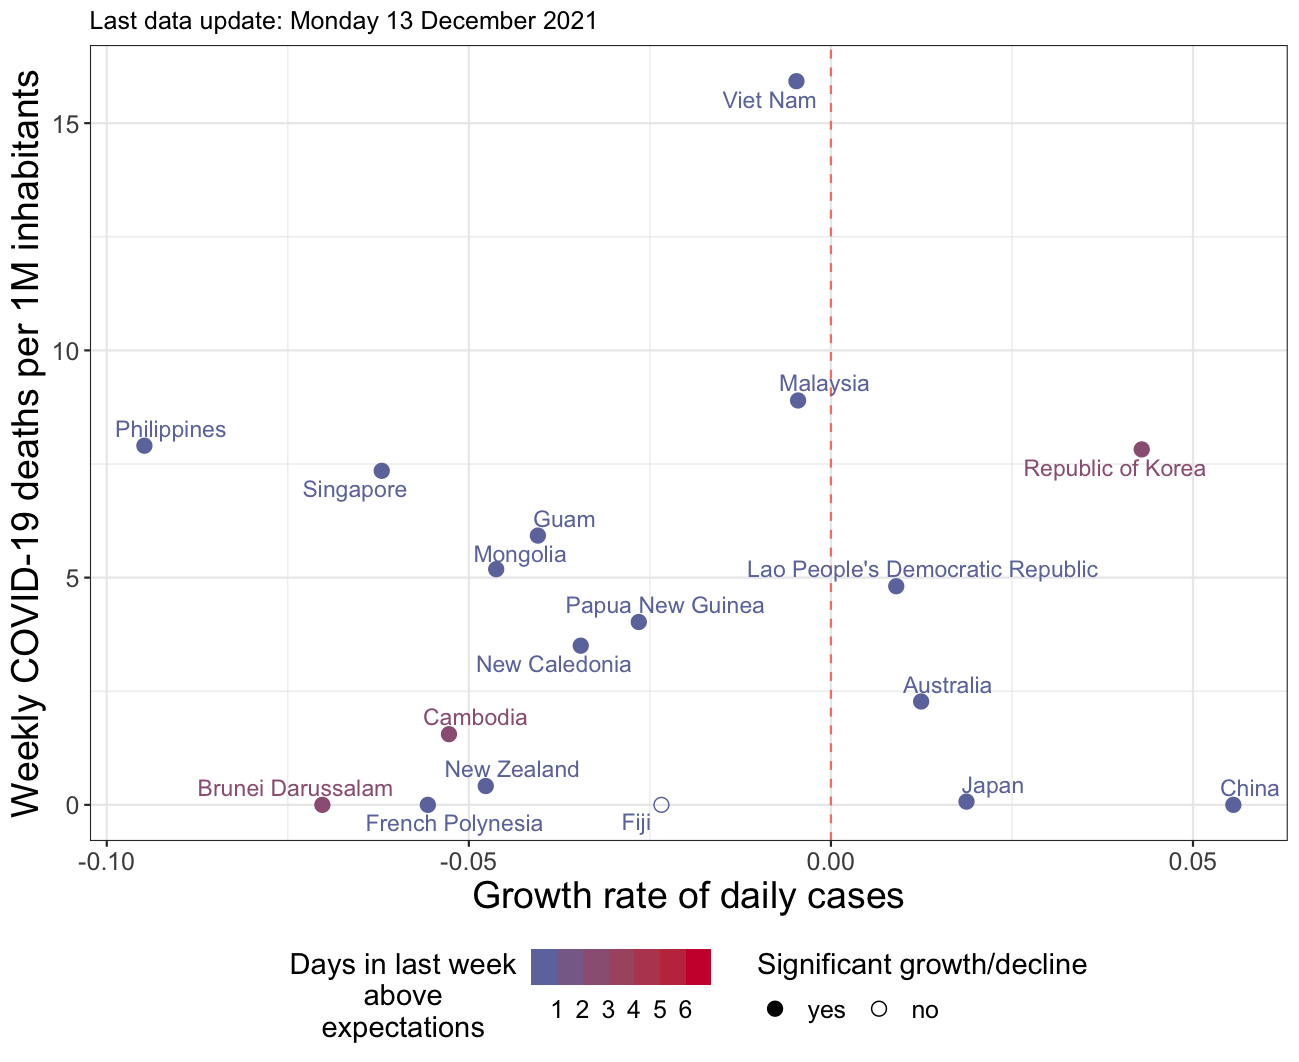 Last data update: Monday 13 December 2021
Weekly COVID-19 deaths per 1M inhabitants
15
10
5
0
Viet Nam
Malaysia
Philippines
Republic of Korea
Singapore
Guam
Mongolia
Lao People's Democratic Republic
Papua New Guinea
New Caledonia
Australia
Cambodia
New Zealand
Brunei Darussalam
Japan
China
French Polynesia
Fiji
-0.10 -0.05 0.00 0.05
Growth rate of daily cases
Days in last week
above
expectations
1 2 3 4 5 6
Significant growth/decline
yes no